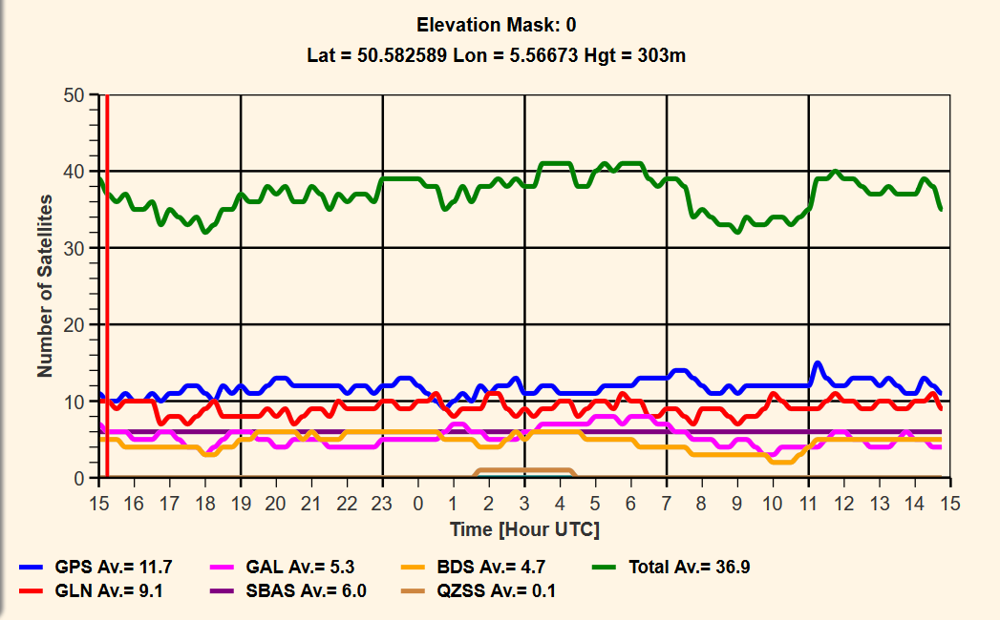 Elevation Mask: 0
Lat = 50.582589 Lon = 5.56673 Hgt = 303m
50
40
30
20
10
0
Number of Satellites
15 16 17 18 19 20 21 22 23 0 1 2 3 4 5 6 7 8 9 10 11 12 13 14 15
Time [Hour UTC]
GPS Av.= 11.7 GAL Av.= 5.3 BDS Av.= 4.7 Total Av.= 36.9
GLN Av.= 9.1 SBAS Av.= 6.0 QZSS Av.= 0.1